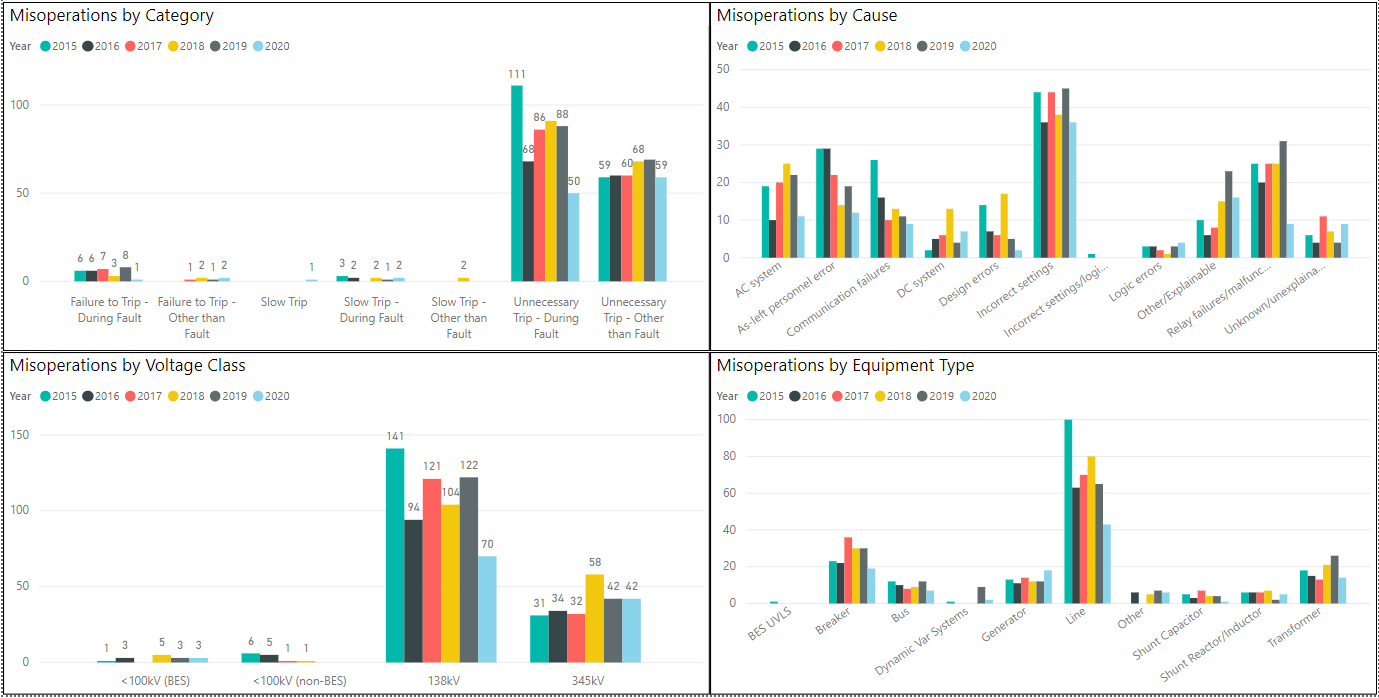 Misoperations by Category
Year 2015 2016 2017 2018 2019 2020
111
100
86
88
68
68
59
60
59
50
50
6 6 7 3 8 1
1 2 1 2
1
3 2 2 1 2
2
0
Failure to Trip -
During Fault
Failure to Trip -
Other than
Fault
Slow Trip
Slow Trip -
During Fault
Slow Trip -
Other than
Fault
Unnecessary
Trip - During
Fault
Unnecessary
Trip - Other
than Fault
Misoperations by Cause
Year 2015 2016 2017 2018 2019 2020
50
40
30
20
10
0
AC system
As-left personnel error
Communication failures
DC system
Design errors
Incorrect settings
Incorrect settings/logi...
Logic errors
Other/Explainable
Relay failures/malfunc...
Unknown/unexplaina...
Misoperations by Voltage Class
Year 2015 2016 2017 2018 2019 2020
150
141
121
122
104
100
94
70
58
50
31 34 32
42 42
1 3 5 3 3
6 5 1 1
0
<100kV (BES)
<100kV (non-BES)
138kV
345kV
Misoperations by Equipment Type
Year 2015 2016 2017 2018 2019 2020
100
80
60
40
20
0
BES UVLS
Breaker
Bus
Dynamic Var Systems
Generator
Line
Other
Shunt Capacitor
Shunt Reactor/Inductor
Transformer